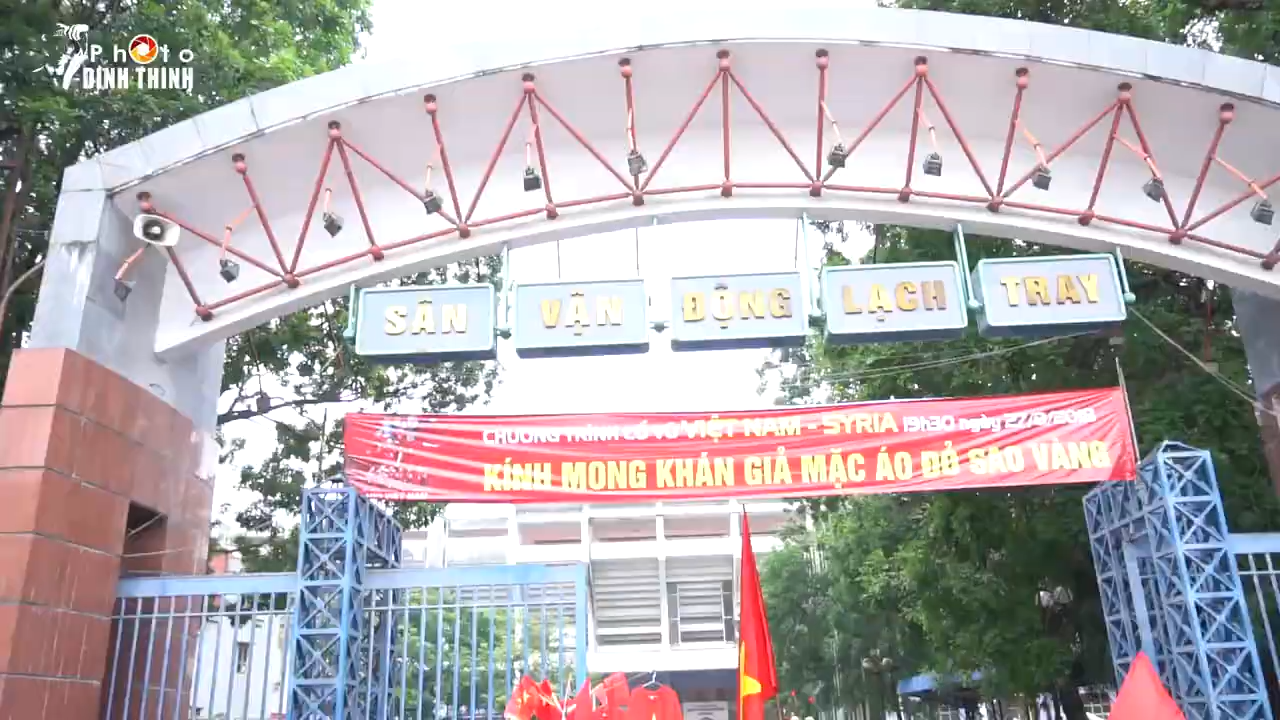 Photo
ĐÌNH THỊNH
SÂN VẬN ĐỘNG LẠCH TRAY
CHƯƠNG TRÌNH CỔ VŨ VIỆT NAM - SYRIA 19h30 ngày 27/8/2018
KÍNH MONG KHÁN GIẢ MẶC ÁO ĐỎ SAO VÀNG